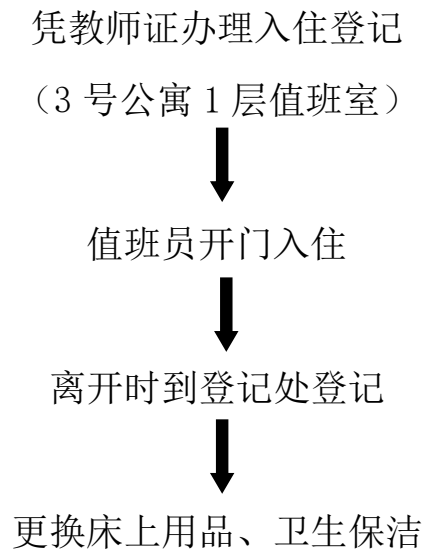 凭教师证办理入住登记
（3号公寓1层值班室）
值班员开门入住
离开时到登记处登记
更换床上用品、卫生保洁